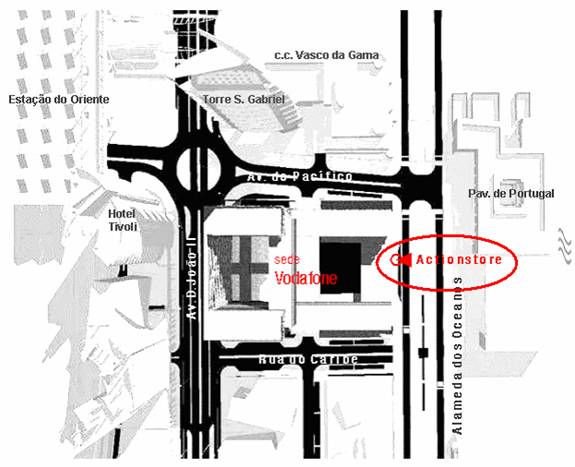 c.c. Vasco da Gama
Estação do Oriente
Torre S. Gabriel
Av. do Pacífico
Pav. de Portugal
Hotel
Tivoli
Av. D. João II
sede
Vodafone
Actionstore
Rua do Caribe
Alameda dos Oceanos